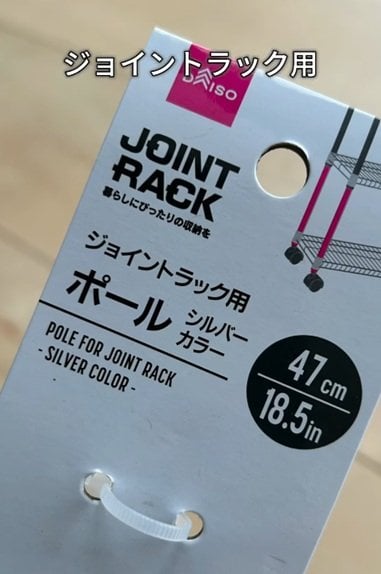 ジョイントラック用
DAISO
JOINT
RACK
暮らしにぴったりの収納を
ジョイントラック用
ポール シルバー
カラー
POLE FOR JOINT RACK
- SILVER COLOR -
47cm
18.5in